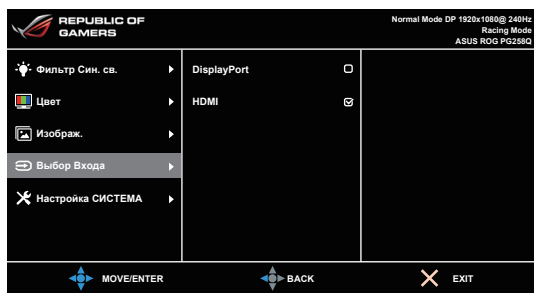 REPUBLIC OF
GAMERS
Normal Mode DP 1920x1080@ 240Hz
Racing Mode
ASUS ROG PG258Q
Фильтр Син. св.
DisplayPort
Цвет
HDMI
Изображ.
Выбор Входа
Настройка СИСТЕМА
MOVE/ENTER
BACK
EXIT